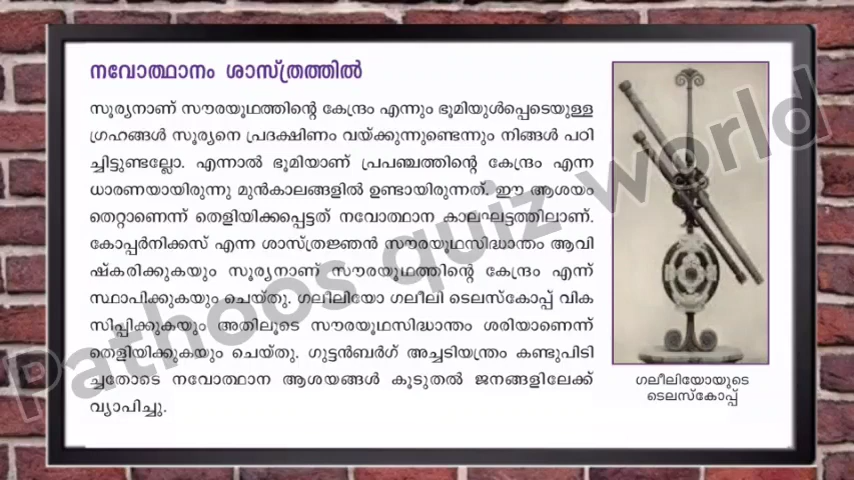 നവോത്ഥാനം ശാസ്ത്രത്തിൽ
സൂര്യനാണ് സൗരയൂഥത്തിന്റെ കേന്ദ്രം എന്നും ഭൂമിയുൾപ്പെടെയുള്ള
ഗ്രഹങ്ങൾ സൂര്യനെ പ്രദക്ഷിണം വയ്ക്കുന്നുണ്ടെന്നും നിങ്ങൾ പഠി
ച്ചിട്ടുണ്ടല്ലോ. എന്നാൽ ഭൂമിയാണ് പ്രപഞ്ചത്തിന്റെ കേന്ദ്രം എന്ന
ധാരണയായിരുന്നു മുൻകാലങ്ങളിൽ ഉണ്ടായിരുന്നത്. ഈ ആശയം
തെറ്റാണെന്ന് തെളിയിക്കപ്പെട്ടത് നവോത്ഥാന കാലഘട്ടത്തിലാണ്.
കോപ്പർനിക്കസ് എന്ന ശാസ്ത്രജ്ഞൻ സൗരയൂഥസിദ്ധാന്തം ആവി
ഷ്കരിക്കുകയും സൂര്യനാണ് സൗരയൂഥത്തിന്റെ കേന്ദ്രം എന്ന്
സ്ഥാപിക്കുകയും ചെയ്തു. ഗലീലിയോ ഗലീലി ടെലസ്കോപ്പ് വിക
സിപ്പിക്കുകയും അതിലൂടെ സൗരയൂഥസിദ്ധാന്തം ശരിയാണെന്ന്
തെളിയിക്കുകയും ചെയ്തു. ഗുട്ടൻബർഗ് അച്ചടിയന്ത്രം കണ്ടുപിടി
ച്ചതോടെ നവോത്ഥാന ആശയങ്ങൾ കൂടുതൽ ജനങ്ങളിലേക്ക്
വ്യാപിച്ചു.
ഗലീലിയോയുടെ
ടെലസ്കോപ്പ്
Pathoos quiz world